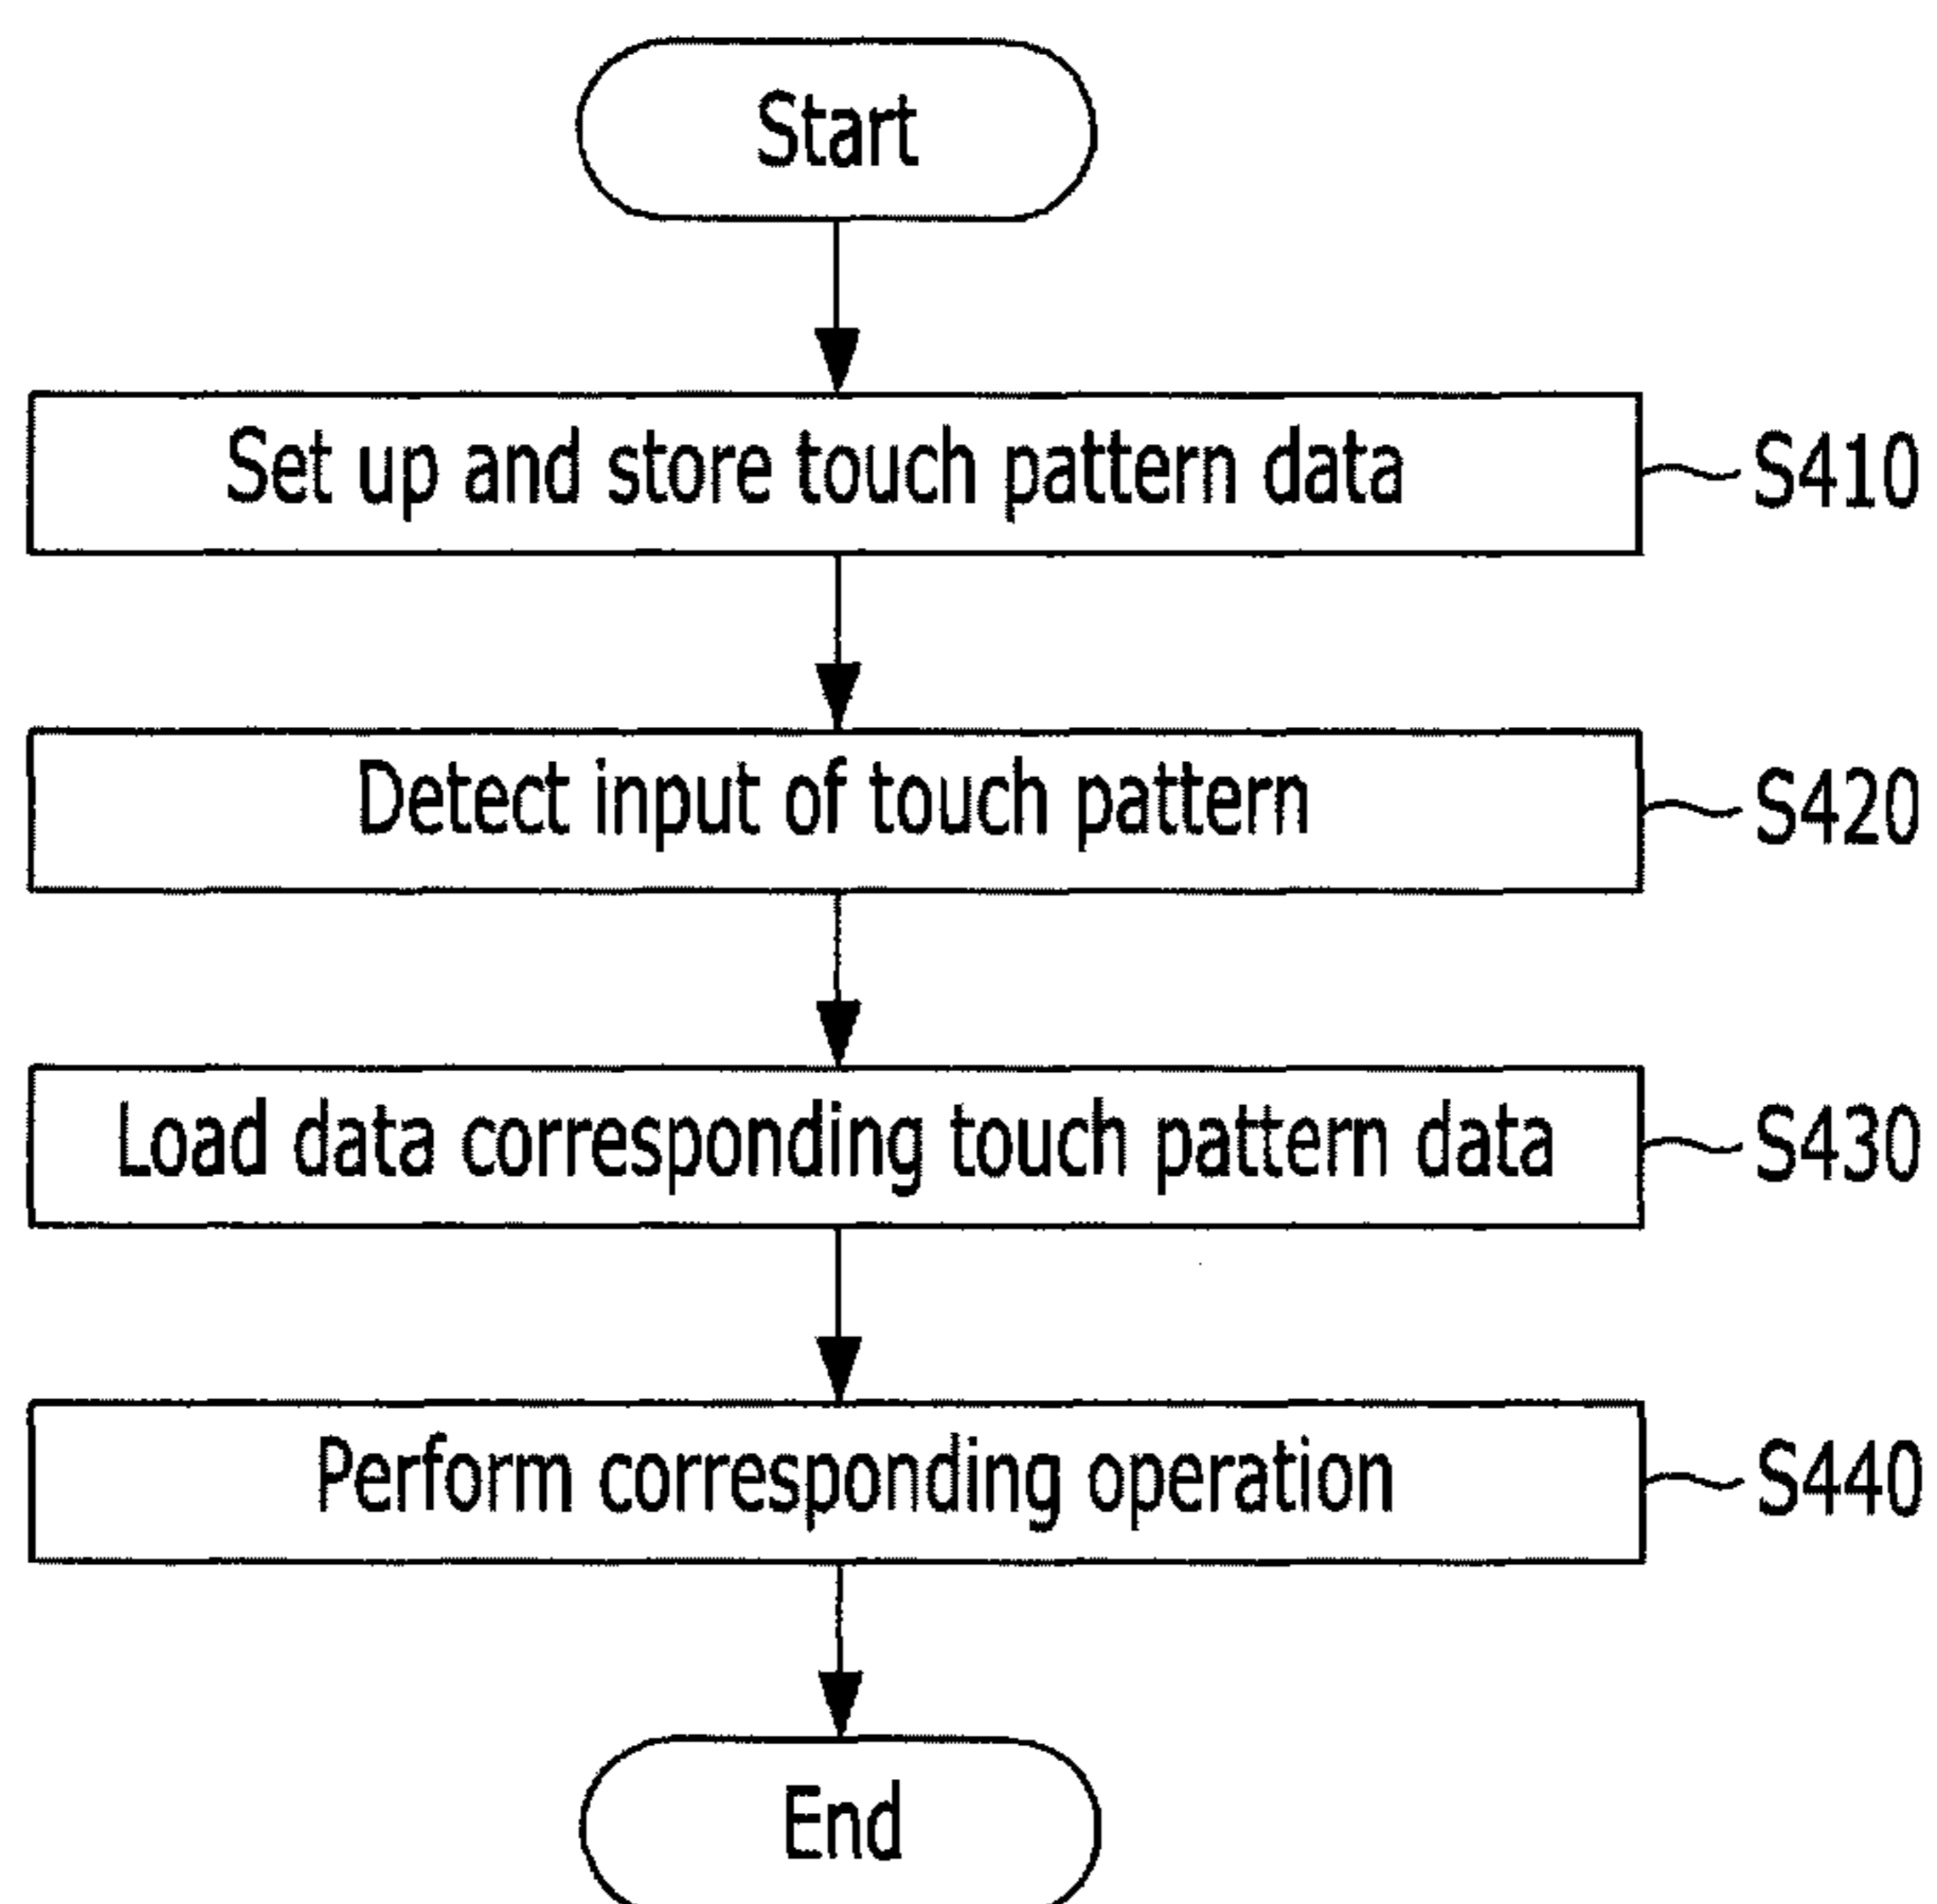 Start
Set up and store touch pattern data
S410
Detect input of touch pattern
S420
Load data corresponding touch pattern data
S430
Perform corresponding operation
S440
End